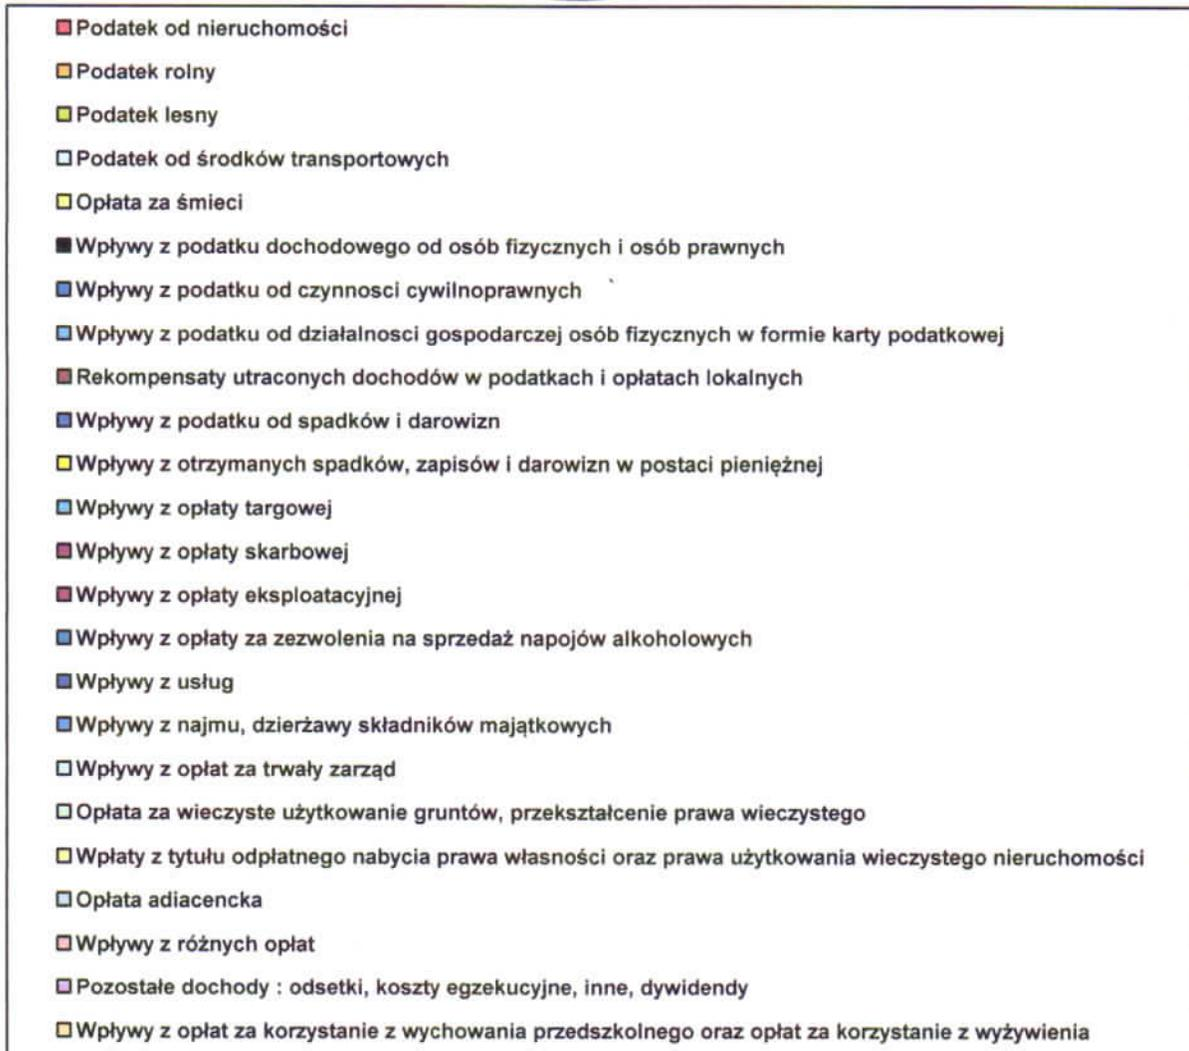 Podatek od nieruchomości
Podatek rolny
Podatek lesny
Podatek od środków transportowych
Opłata za śmieci
Wpływy z podatku dochodowego od osób fizycznych i osób prawnych
Wpływy z podatku od czynnosci cywilnoprawnych
Wpływy z podatku od działalnosci gospodarczej osób fizycznych w formie karty podatkowej
Rekompensaty utraconych dochodów w podatkach i opłatach lokalnych
Wpływy z podatku od spadków i darowizn
Wpływy z otrzymanych spadków, zapisów i darowizn w postaci pieniężnej
Wpływy z opłaty targowej
Wpływy z opłaty skarbowej
Wpływy z opłaty eksploatacyjnej
Wpływy z opłaty za zezwolenia na sprzedaż napojów alkoholowych
Wpływy z usług
Wpływy z najmu, dzierżawy składników majątkowych
Wpływy z opłat za trwały zarząd
Opłata za wieczyste użytkowanie gruntów, przekształcenie prawa wieczystego
Wpłaty z tytułu odpłatnego nabycia prawa własności oraz prawa użytkowania wieczystego nieruchomości
Opłata adiacencka
Wpływy z różnych opłat
Pozostałe dochody : odsetki, koszty egzekucyjne, inne, dywidendy
Wpływy z opłat za korzystanie z wychowania przedszkolnego oraz opłat za korzystanie z wyżywienia